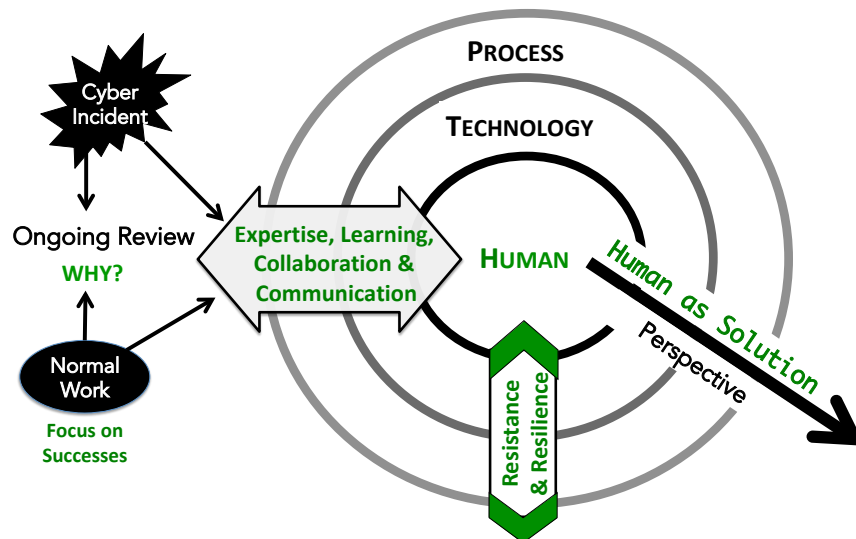 PROCESS
Cyber
Incident
TECHNOLOGY
Ongoing Review
WHY?
Expertise, Learning,
Collaboration &
Communication
HUMAN
Human as Solution
Perspective
Normal
Work
Focus on
Successes
Resistance
& Resilience